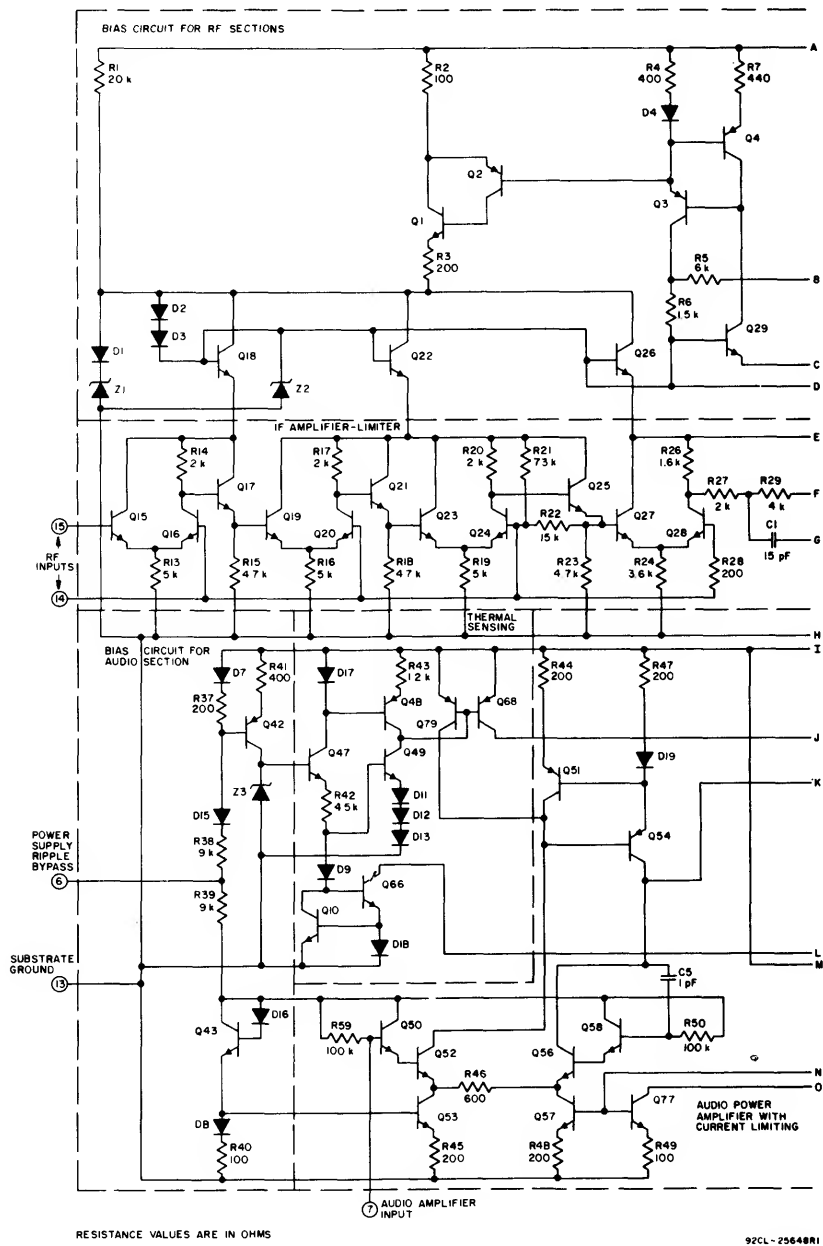 BIAS CIRCUIT FOR RF SECTIONS
A
R1
20 k
R2
100
R4
400
R7
440
D4
Q4
Q2
Q3
Q1
R3
200
R5
6k
B
R6
1.5k
D2
D3
D1
Z1
Q18
Z2
Q22
Q26
Q29
C
D
IF AMPLIFIER-LIMITER
E
R14
2 k
R17
2 k
R20
2 k
R21
73 k
R26
1.6k
Q17
Q21
Q25
R27
2 k
R29
4 k
F
15
Q15
Q16
Q19
Q20
Q23
Q24
R22
15 k
Q27
Q28
C1
15 pF
G
RF
INPUTS
R13
5 k
R15
4.7 k
R16
5 k
R18
4.7 k
R19
5 k
R23
4.7 k
R24
3.6k
R28
200
14
H
BIAS CIRCUIT FOR
AUDIO SECTION
THERMAL
SENSING
I
D7
R41
400
D17
R43
1.2 k
R44
200
R47
200
R37
200
Q42
Q48
Q79
Q68
J
Q47
Q49
Q51
D19
K
Z3
R42
4.5 k
D11
D12
D13
D15
R38
9 k
Q54
POWER
SUPPLY
RIPPLE
BYPASS
6
D9
Q66
R39
9 k
Q10
D18
L
M
SUBSTRATE
GROUND
13
C5
1 pF
Q43
D16
R59
100 k
Q50
Q52
Q56
Q58
R50
100 k
R46
600
N
O
D8
R40
100
Q53
R45
200
Q57
R48
200
Q77
R49
100
AUDIO POWER
AMPLIFIER WITH
CURRENT LIMITING
7
AUDIO AMPLIFIER
INPUT
RESISTANCE VALUES ARE IN OHMS
92CL-25648R1